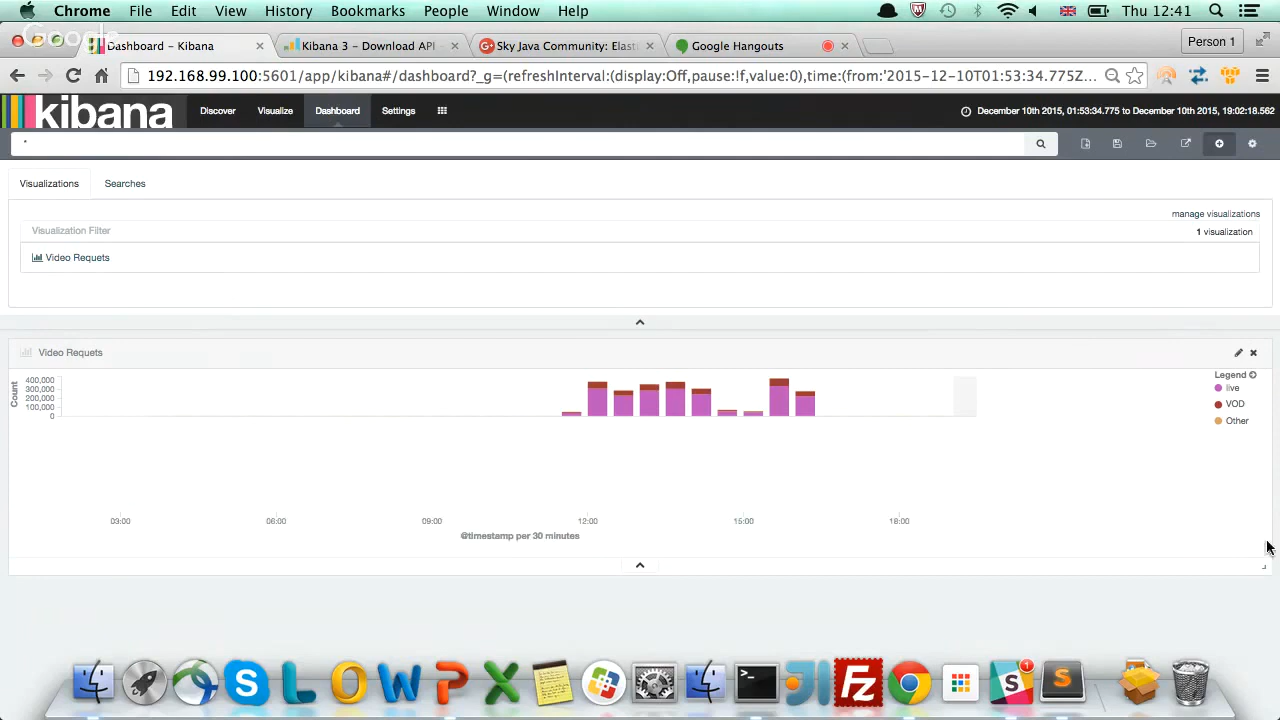 Chrome File Edit View History Bookmarks People Window Help Thu 12:41
Google
Dashboard – Kibana
Kibana 3 – Download API
Sky Java Community: Elast
Google Hangouts
Person 1
192.168.99.100:5601/app/kibana#/dashboard?_g=(refreshInterval:(display:Off,pause:!f,value:0),time:(from:'2015-12-10T01:53:34.775Z...
kibana Discover Visualize Dashboard Settings December 10th 2015, 01:53:34.775 to December 10th 2015, 19:02:18.562
*
Visualizations Searches
manage visualizations
Visualization Filter 1 visualization
Video Requets
Video Requets
Legend
Count
400,000
300,000
200,000
100,000
0
live
VOD
Other
03:00 06:00 09:00 12:00 15:00 18:00
@timestamp per 30 minutes
1